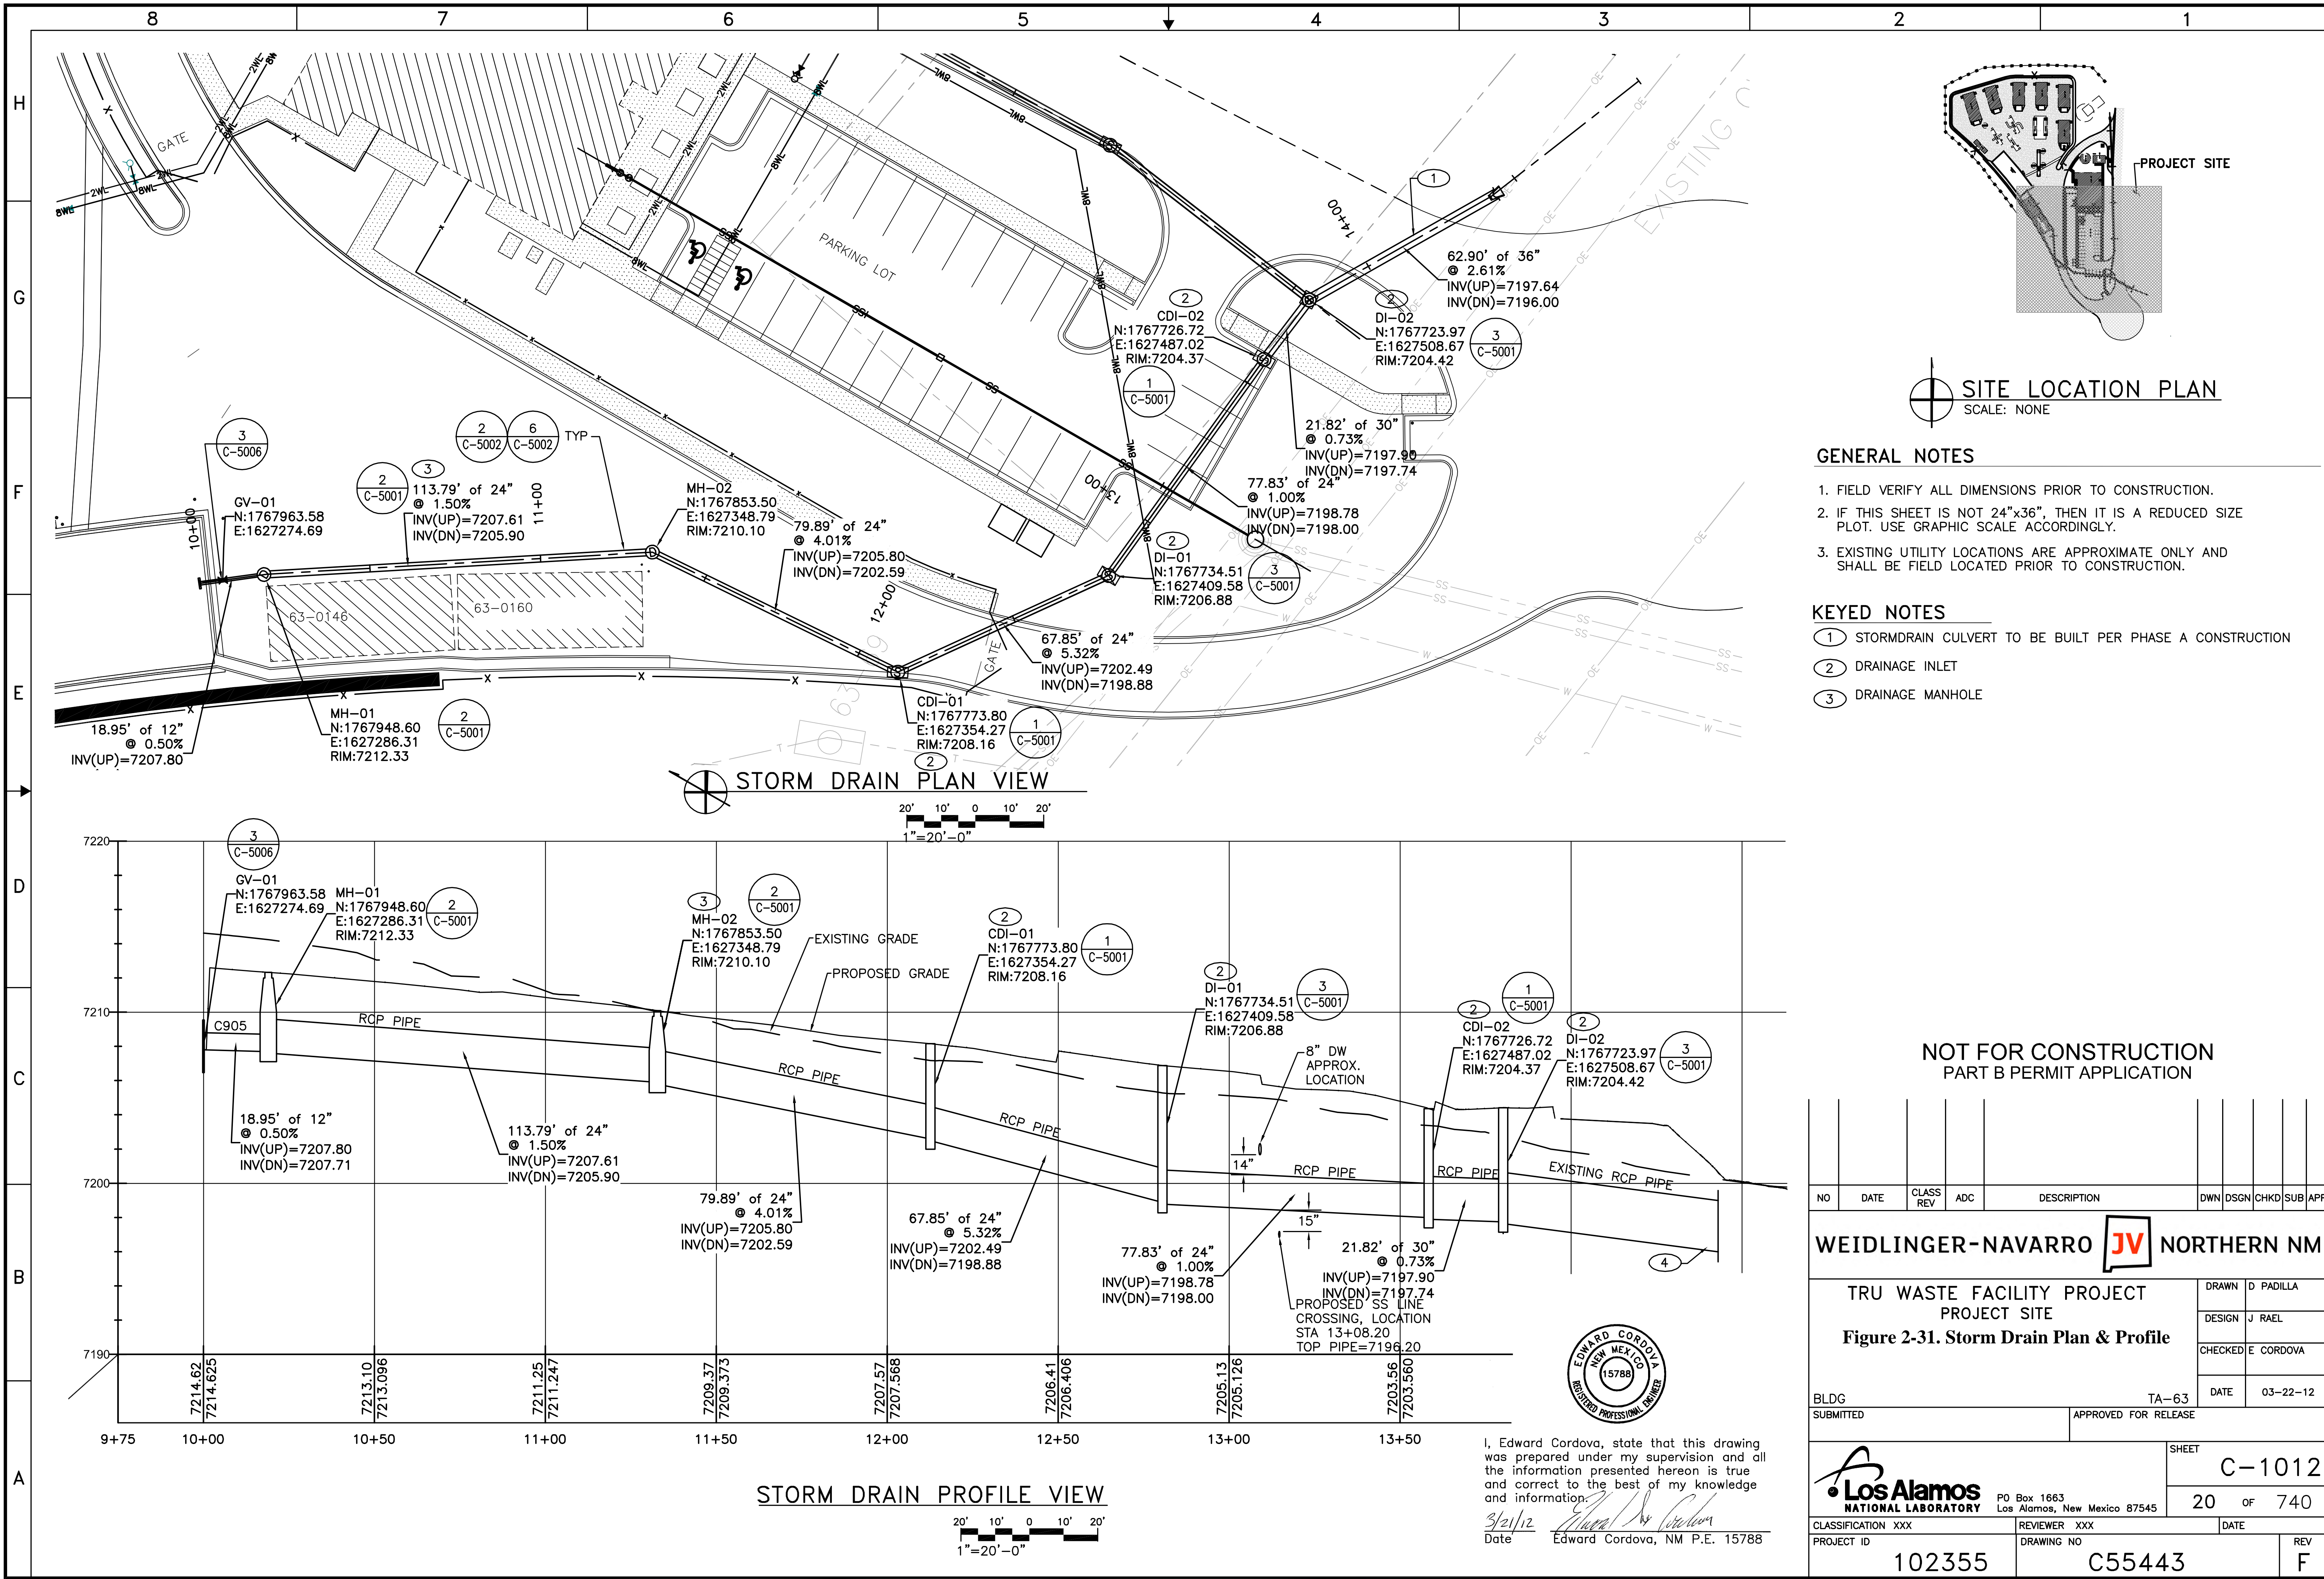 8 7 6 5 4 3 2 1
H
G
F
E
D
C
B
A
GATE
2WL
8WL
2WL
8WL
8WL
2WL
8WL
8WL
PARKING LOT
SS
SSI
SS
SS
OE
OE
OE
EXISTING
14+00
13+00
12+00
11+00
10+00
1
62.90' of 36"
@ 2.61%
INV(UP)=7197.64
INV(DN)=7196.00
2
CDI-02
N:1767726.72
E:1627487.02
RIM:7204.37
1
C-5001
2
DI-02
N:1767723.97
E:1627508.67
RIM:7204.42
3
C-5001
21.82' of 30"
@ 0.73%
INV(UP)=7197.90
INV(DN)=7197.74
77.83' of 24"
@ 1.00%
INV(UP)=7198.78
INV(DN)=7198.00
2
DI-01
N:1767734.51
E:1627409.58
RIM:7206.88
3
C-5001
3
C-5006
GV-01
N:1767963.58
E:1627274.69
2
C-5001
3
113.79' of 24"
@ 1.50%
INV(UP)=7207.61
INV(DN)=7205.90
2
C-5002
6
C-5002
TYP
MH-02
N:1767853.50
E:1627348.79
RIM:7210.10
79.89' of 24"
@ 4.01%
INV(UP)=7205.80
INV(DN)=7202.59
63-0146
63-0160
67.85' of 24"
@ 5.32%
INV(UP)=7202.49
INV(DN)=7198.88
GATE
18.95' of 12"
@ 0.50%
INV(UP)=7207.80
MH-01
N:1767948.60
E:1627286.31
RIM:7212.33
2
C-5001
CDI-01
N:1767773.80
E:1627354.27
RIM:7208.16
1
C-5001
2
STORM DRAIN PLAN VIEW
20' 10' 0 10' 20'
1"=20'-0"
PROJECT SITE
SITE LOCATION PLAN
SCALE: NONE
GENERAL NOTES
1. FIELD VERIFY ALL DIMENSIONS PRIOR TO CONSTRUCTION.
2. IF THIS SHEET IS NOT 24"x36", THEN IT IS A REDUCED SIZE
PLOT. USE GRAPHIC SCALE ACCORDINGLY.
3. EXISTING UTILITY LOCATIONS ARE APPROXIMATE ONLY AND
SHALL BE FIELD LOCATED PRIOR TO CONSTRUCTION.
KEYED NOTES
1 STORMDRAIN CULVERT TO BE BUILT PER PHASE A CONSTRUCTION
2 DRAINAGE INLET
3 DRAINAGE MANHOLE
7220
7210
7200
7190
3
C-5006
GV-01
N:1767963.58
E:1627274.69
MH-01
N:1767948.60
E:1627286.31
RIM:7212.33
2
C-5001
3
MH-02
N:1767853.50
E:1627348.79
RIM:7210.10
2
C-5001
EXISTING GRADE
PROPOSED GRADE
2
CDI-01
N:1767773.80
E:1627354.27
RIM:7208.16
1
C-5001
2
DI-01
N:1767734.51
E:1627409.58
RIM:7206.88
3
C-5001
8" DW
APPROX.
LOCATION
1
C-5001
2
CDI-02
N:1767726.72
E:1627487.02
RIM:7204.37
2
DI-02
N:1767723.97
E:1627508.67
RIM:7204.42
3
C-5001
C905
RCP PIPE
RCP PIPE
RCP PIPE
RCP PIPE
RCP PIPE
EXISTING RCP PIPE
14"
15"
18.95' of 12"
@ 0.50%
INV(UP)=7207.80
INV(DN)=7207.71
113.79' of 24"
@ 1.50%
INV(UP)=7207.61
INV(DN)=7205.90
79.89' of 24"
@ 4.01%
INV(UP)=7205.80
INV(DN)=7202.59
67.85' of 24"
@ 5.32%
INV(UP)=7202.49
INV(DN)=7198.88
77.83' of 24"
@ 1.00%
INV(UP)=7198.78
INV(DN)=7198.00
21.82' of 30"
@ 0.73%
INV(UP)=7197.90
INV(DN)=7197.74
PROPOSED SS LINE
CROSSING, LOCATION
STA 13+08.20
TOP PIPE=7196.20
4
7214.62
7214.625
7213.10
7213.096
7211.25
7211.247
7209.37
7209.373
7207.57
7207.568
7206.41
7206.406
7205.13
7205.126
7203.56
7203.560
9+75 10+00 10+50 11+00 11+50 12+00 12+50 13+00 13+50
STORM DRAIN PROFILE VIEW
20' 10' 0 10' 20'
1"=20'-0"
EDWARD CORDOVA
NEW MEXICO
15788
REGISTERED PROFESSIONAL ENGINEER
I, Edward Cordova, state that this drawing
was prepared under my supervision and all
the information presented hereon is true
and correct to the best of my knowledge
and information.
3/21/12
Date Edward Cordova, NM P.E. 15788
NOT FOR CONSTRUCTION
PART B PERMIT APPLICATION
NO DATE CLASS REV ADC DESCRIPTION DWN DSGN CHKD SUB APP
WEIDLINGER-NAVARRO JV NORTHERN NM
TRU WASTE FACILITY PROJECT
PROJECT SITE
Figure 2-31. Storm Drain Plan & Profile
BLDG TA-63
DRAWN D PADILLA
DESIGN J RAEL
CHECKED E CORDOVA
DATE 03-22-12
SUBMITTED APPROVED FOR RELEASE
Los Alamos
NATIONAL LABORATORY
PO Box 1663
Los Alamos, New Mexico 87545
SHEET
C-1012
20 OF 740
CLASSIFICATION XXX REVIEWER XXX DATE
PROJECT ID
102355
DRAWING NO
C55443
REV
F